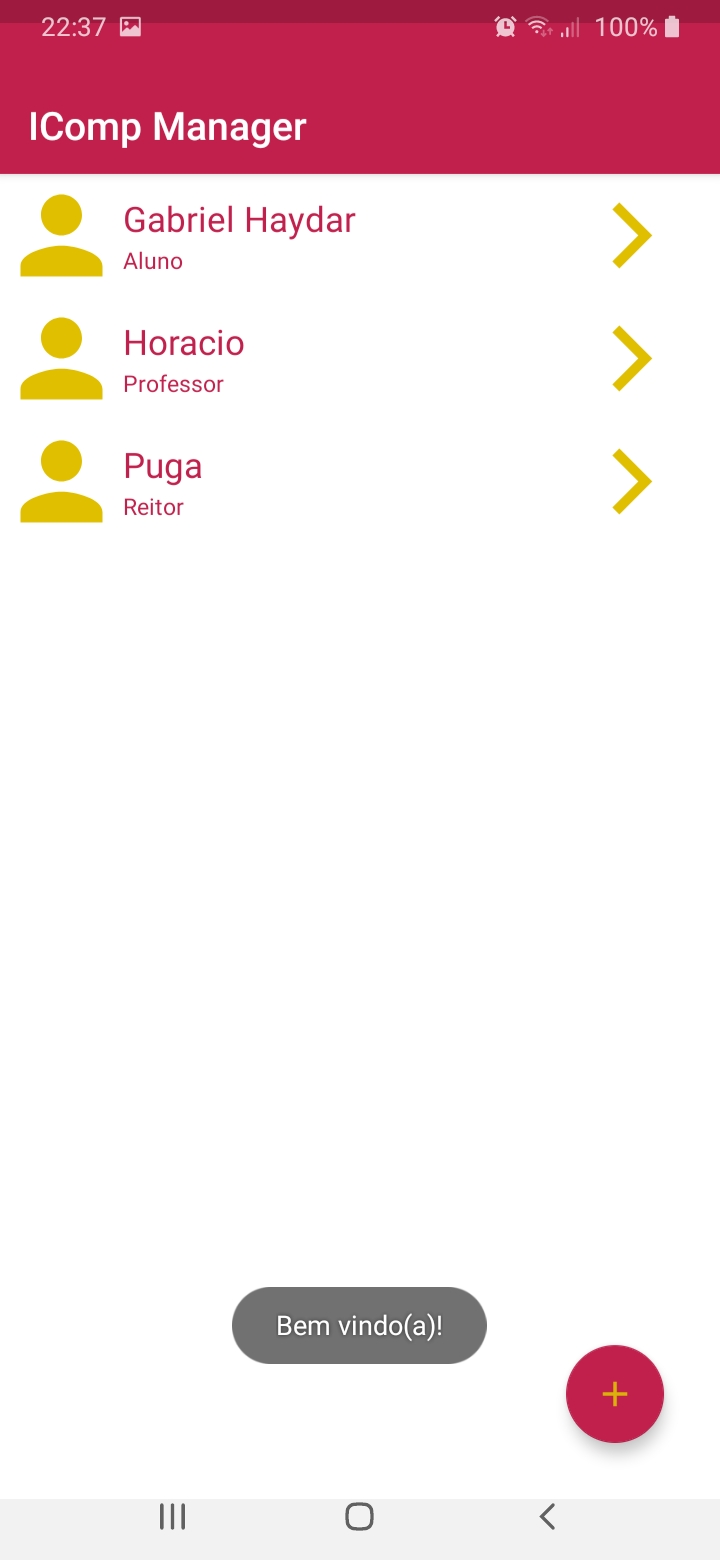 22:37
100%
IComp Manager
Gabriel Haydar
Aluno
Horacio
Professor
Puga
Reitor
Bem vindo(a)!
+